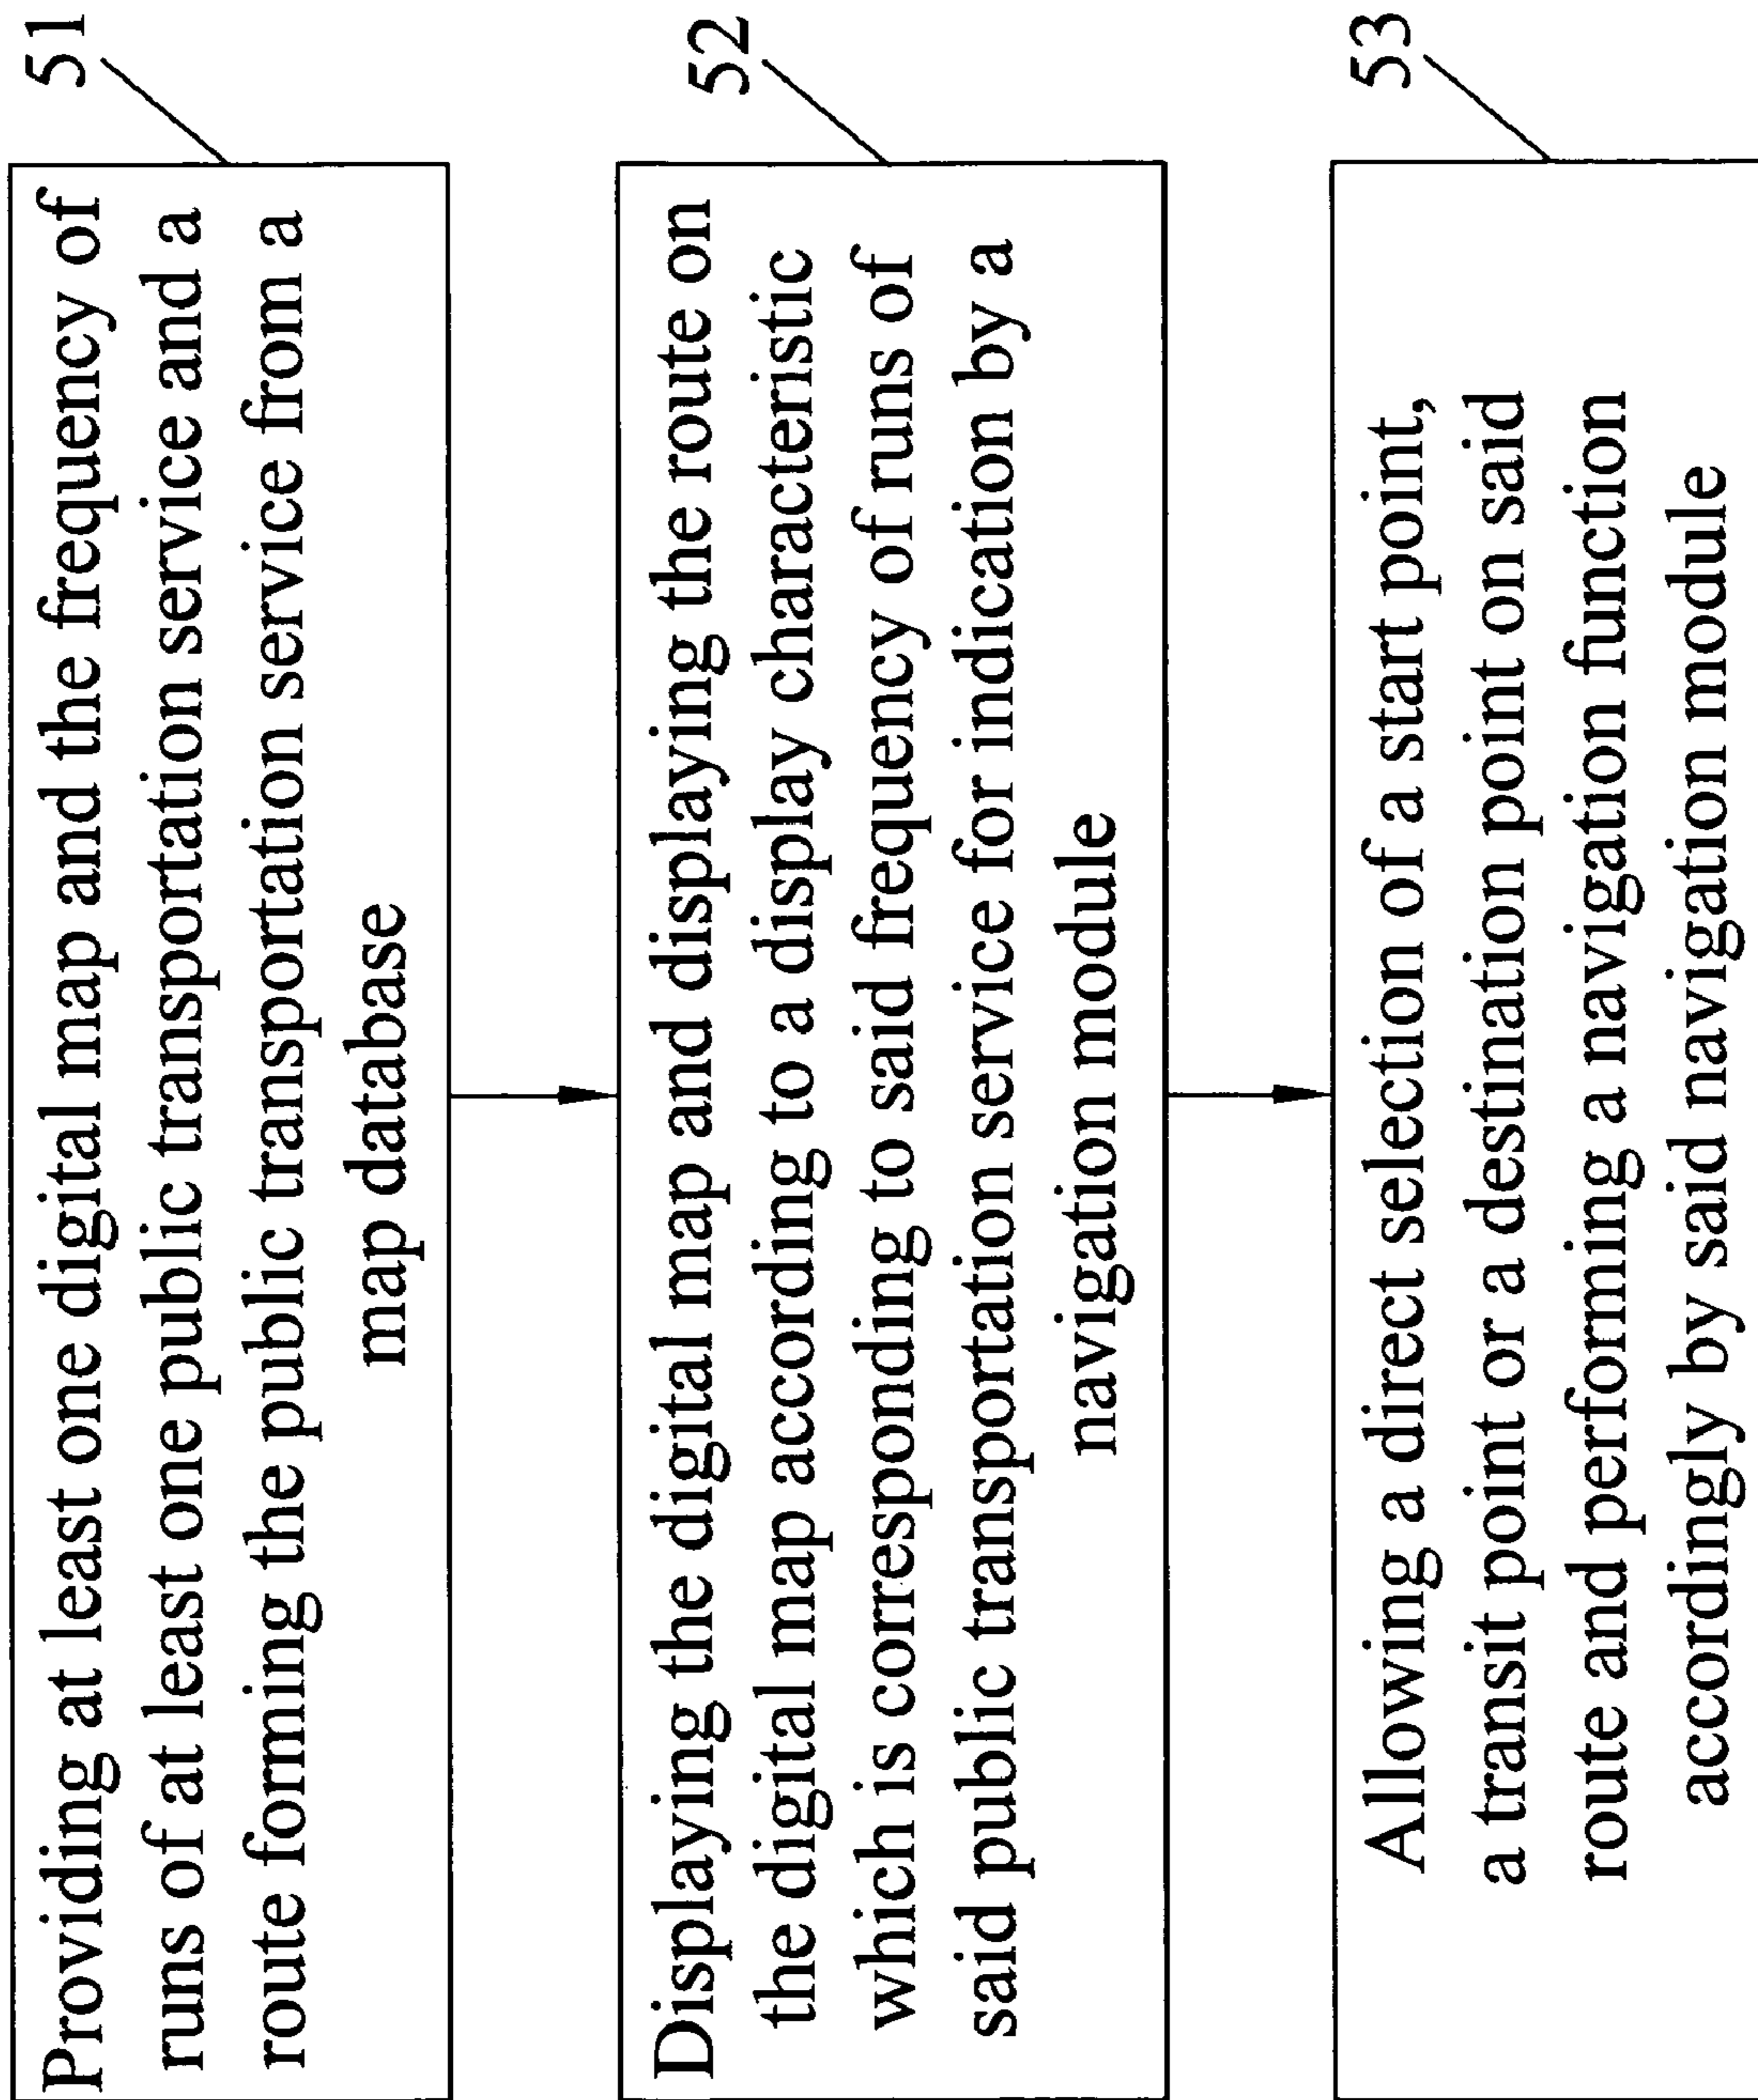 Providing at least one digital map and the frequency of
runs of at least one public transportation service and a
route forming the public transportation service from a
map database
51
Displaying the digital map and displaying the route on
the digital map according to a display characteristic
which is corresponding to said frequency of runs of
said public transportation service for indication by a
navigation module
52
Allowing a direct selection of a start point,
a transit point or a destination point on said
route and performing a navigation function
accordingly by said navigation module
53